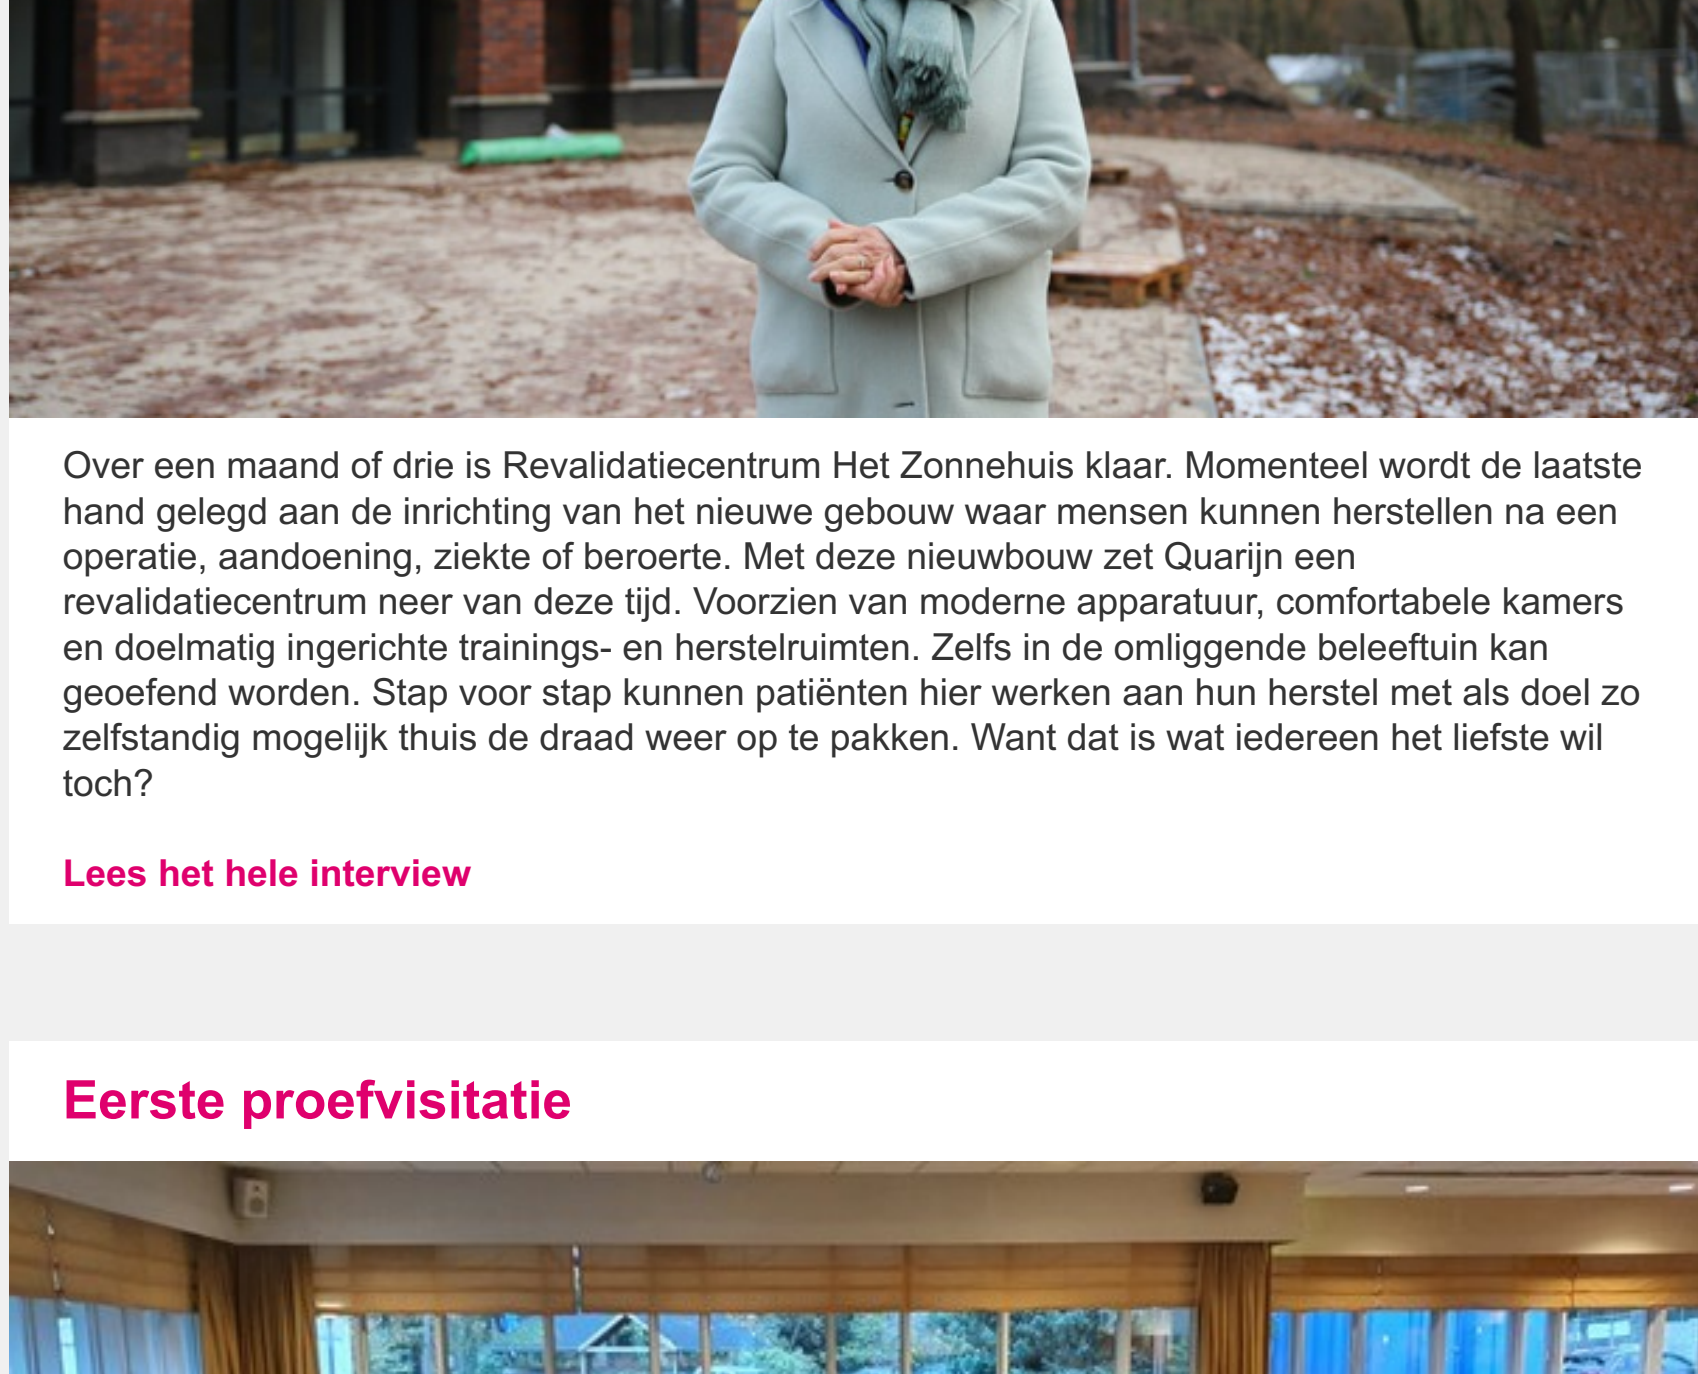 Over een maand of drie is Revalidatiecentrum Het Zonnehuis klaar. Momenteel wordt de laatste
hand gelegd aan de inrichting van het nieuwe gebouw waar mensen kunnen herstellen na een
operatie, aandoening, ziekte of beroerte. Met deze nieuwbouw zet Quarijn een
revalidatiecentrum neer van deze tijd. Voorzien van moderne apparatuur, comfortabele kamers
en doelmatig ingerichte trainings- en herstelruimten. Zelfs in de omliggende beleeftuin kan
geoefend worden. Stap voor stap kunnen patiënten hier werken aan hun herstel met als doel zo
zelfstandig mogelijk thuis de draad weer op te pakken. Want dat is wat iedereen het liefste wil
toch?
Lees het hele interview
Eerste proefvisitatie